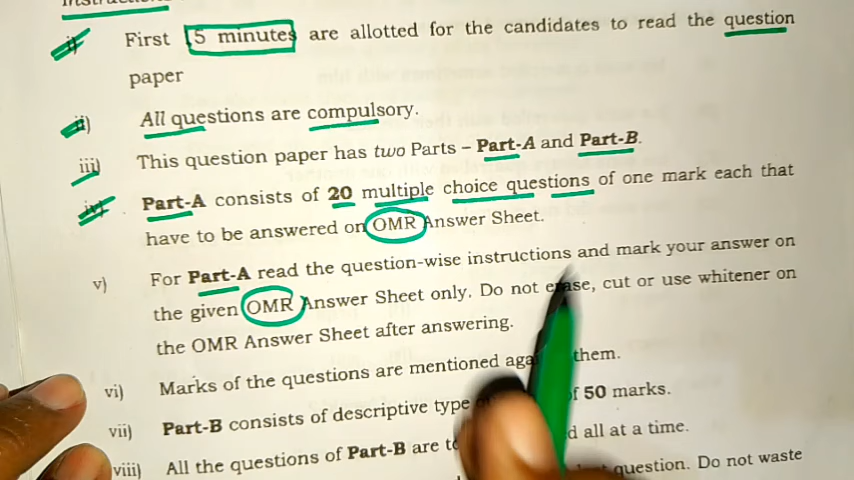 i) First 15 minutes are allotted for the candidates to read the question
paper
ii) All questions are compulsory.
iii) This question paper has two Parts – Part-A and Part-B.
iv) Part-A consists of 20 multiple choice questions of one mark each that
have to be answered on OMR Answer Sheet.
v) For Part-A read the question-wise instructions and mark your answer on
the given OMR Answer Sheet only. Do not erase, cut or use whitener on
the OMR Answer Sheet after answering.
vi) Marks of the questions are mentioned against them.
vii) Part-B consists of descriptive type of 50 marks.
viii) All the questions of Part-B are to all at a time.
question. Do not waste